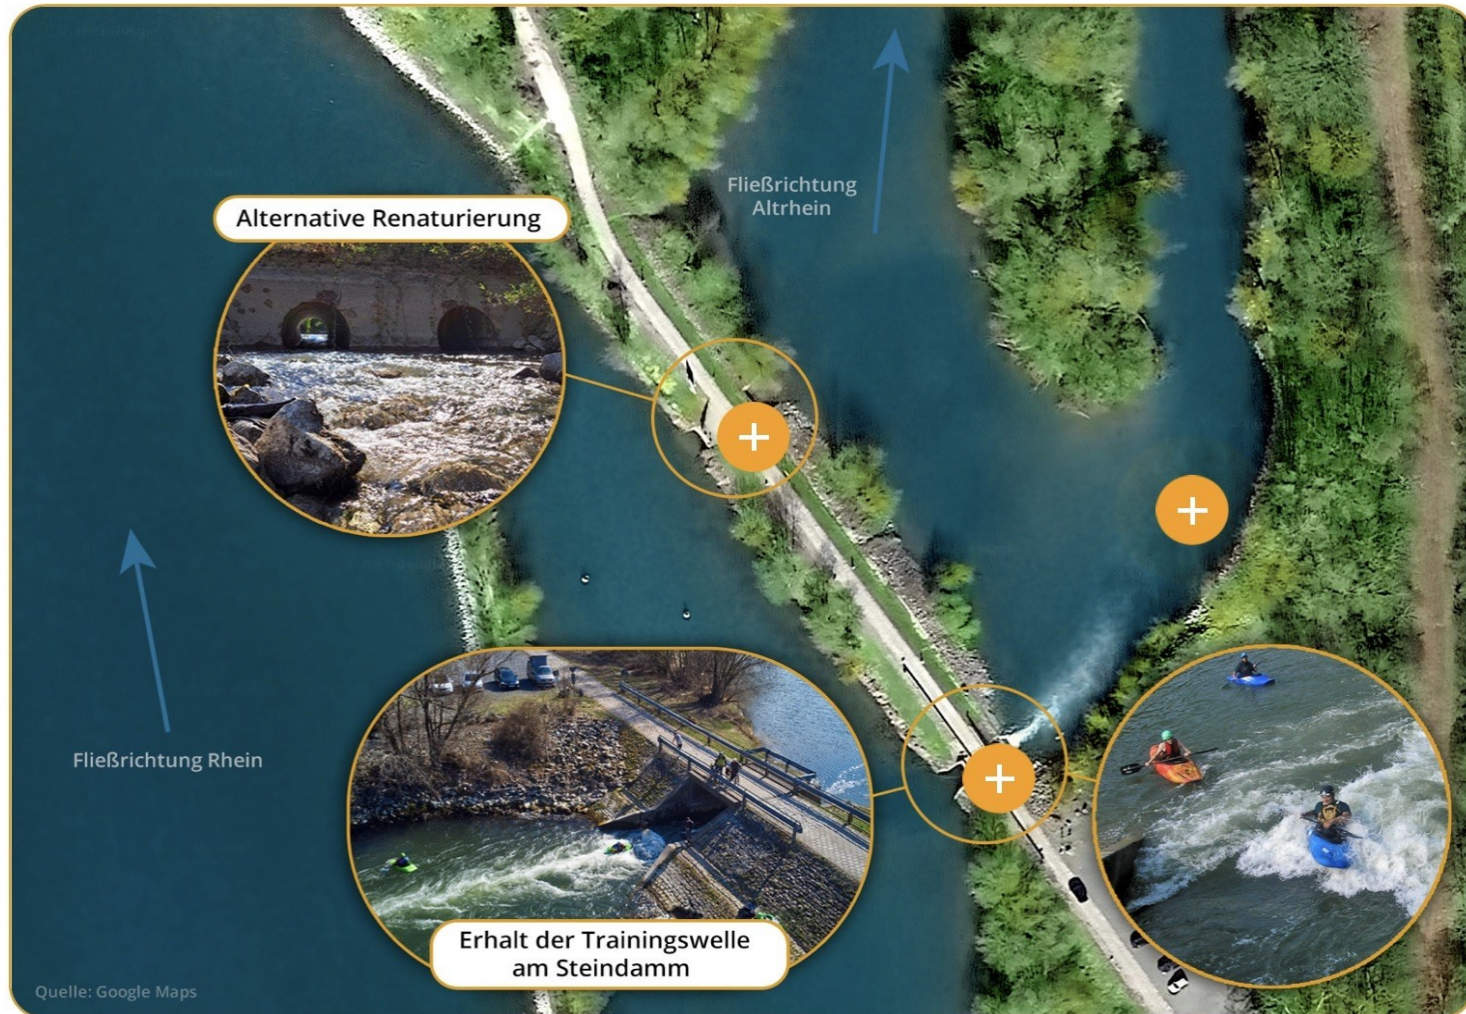 Fließrichtung
Altrhein
Alternative Renaturierung
Fließrichtung Rhein
Erhalt der Trainingswelle
am Steindamm
Quelle: Google Maps